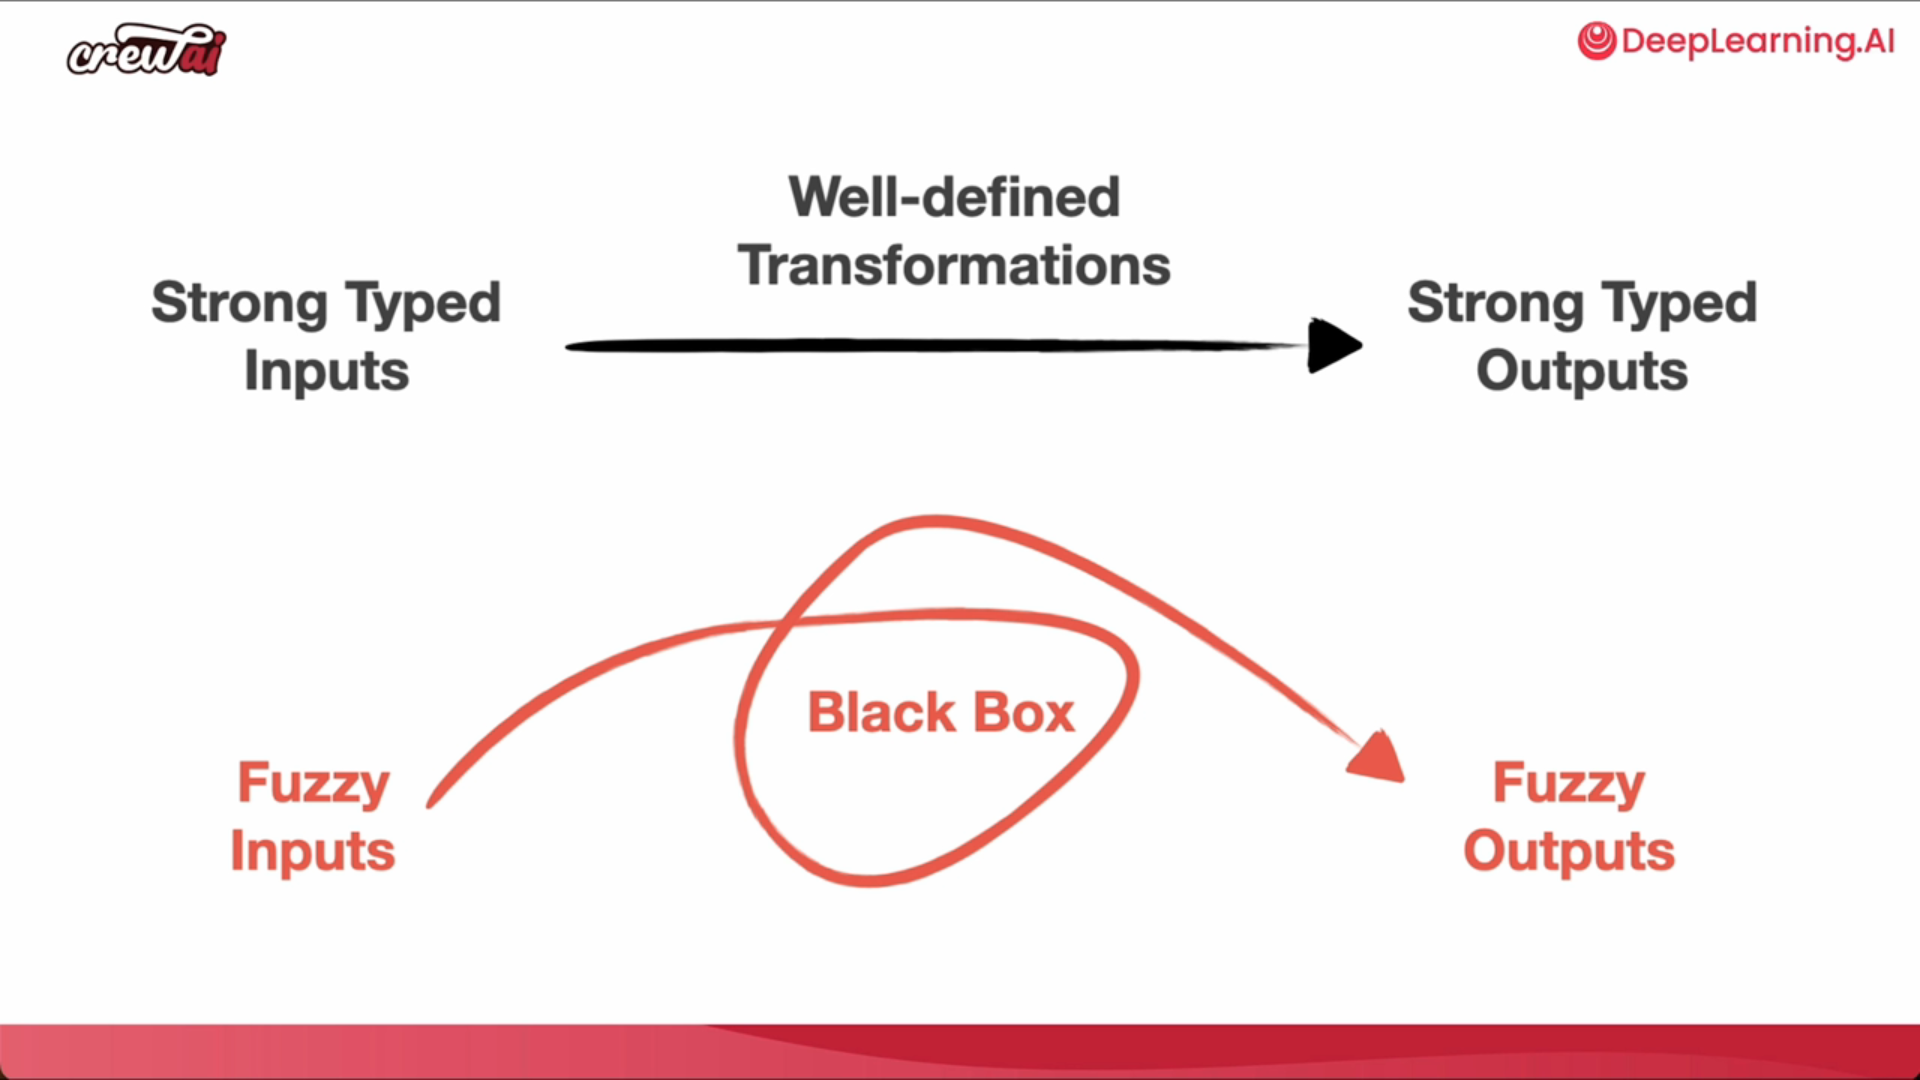 crewai
DeepLearning.AI
Well-defined
Transformations
Strong Typed
Inputs
Strong Typed
Outputs
Black Box
Fuzzy
Inputs
Fuzzy
Outputs